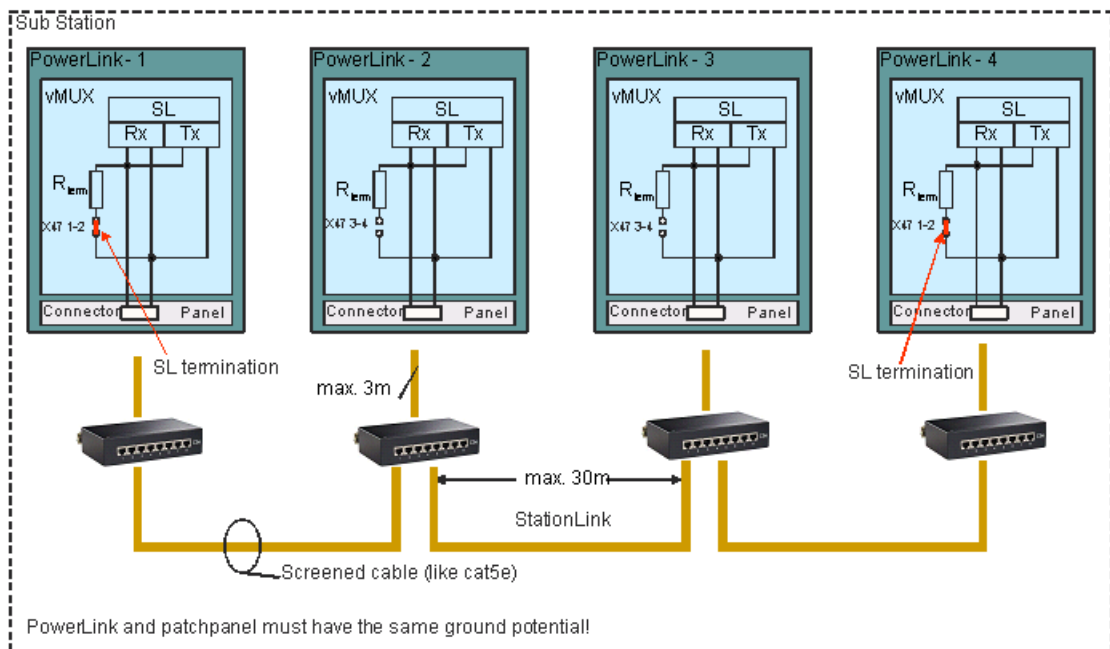 Sub Station
PowerLink - 1
vMUX
SL
Rx Tx
Rterm
X47 1-2
Connector Panel
PowerLink - 2
vMUX
SL
Rx Tx
Rterm
X47 3-4
Connector Panel
PowerLink - 3
vMUX
SL
Rx Tx
Rterm
X47 3-4
Connector Panel
PowerLink - 4
vMUX
SL
Rx Tx
Rterm
X47 1-2
Connector Panel
SL termination
max. 3m
SL termination
max. 30m
StationLink
Screened cable (like cat5e)
PowerLink and patchpanel must have the same ground potential!